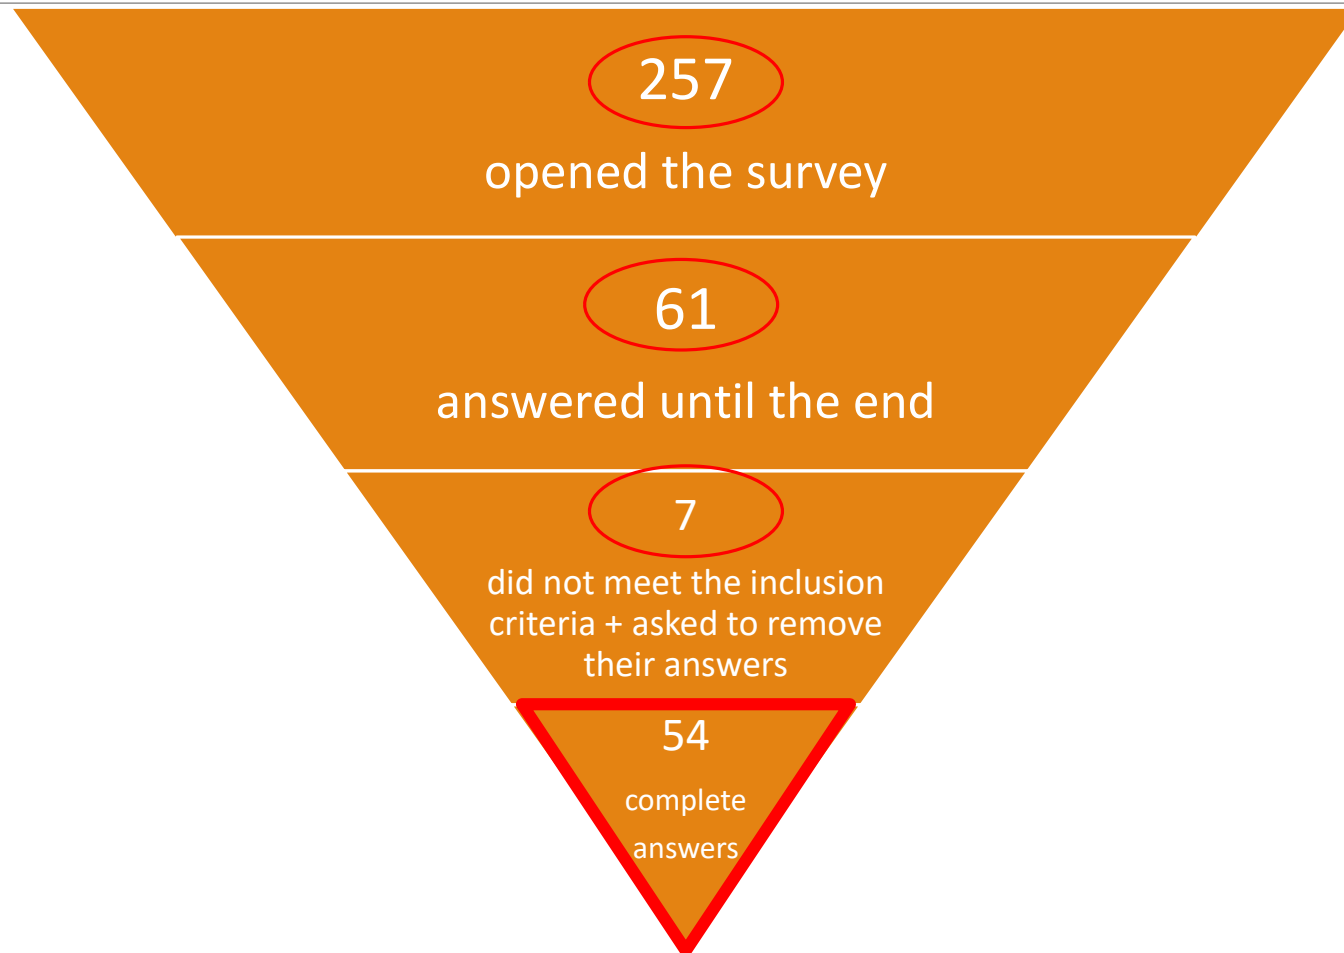 257
opened the survey
61
answered until the end
7
did not meet the inclusion
criteria + asked to remove
their answers
54
complete
answers